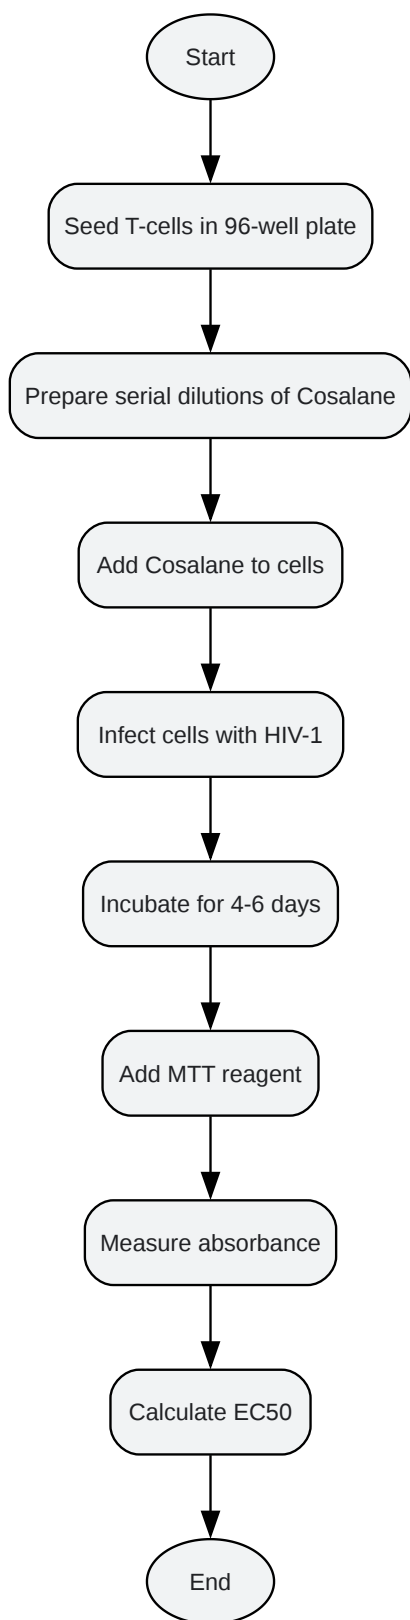 Start
Seed T-cells in 96-well plate
Prepare serial dilutions of Cosalane
Add Cosalane to cells
Infect cells with HIV-1
Incubate for 4-6 days
Add MTT reagent
Measure absorbance
Calculate EC50
End